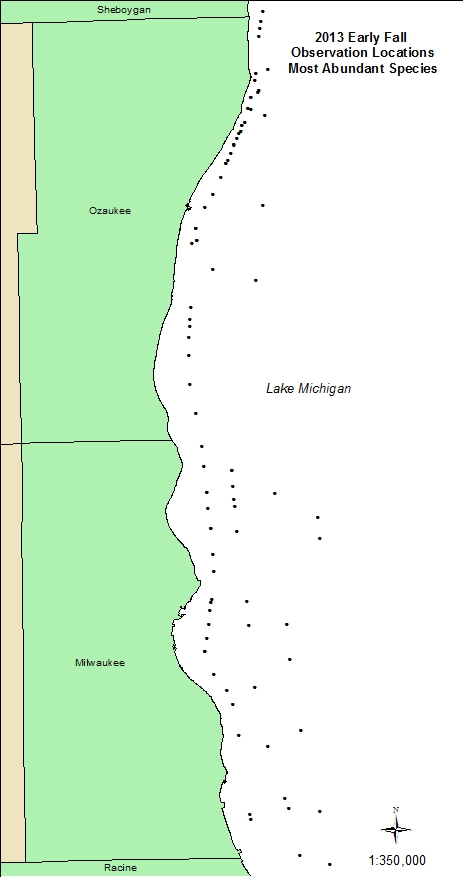 Sheboygan
2013 Early Fall
Observation Locations
Most Abundant Species
Ozaukee
Lake Michigan
Milwaukee
N
1:350,000
Racine